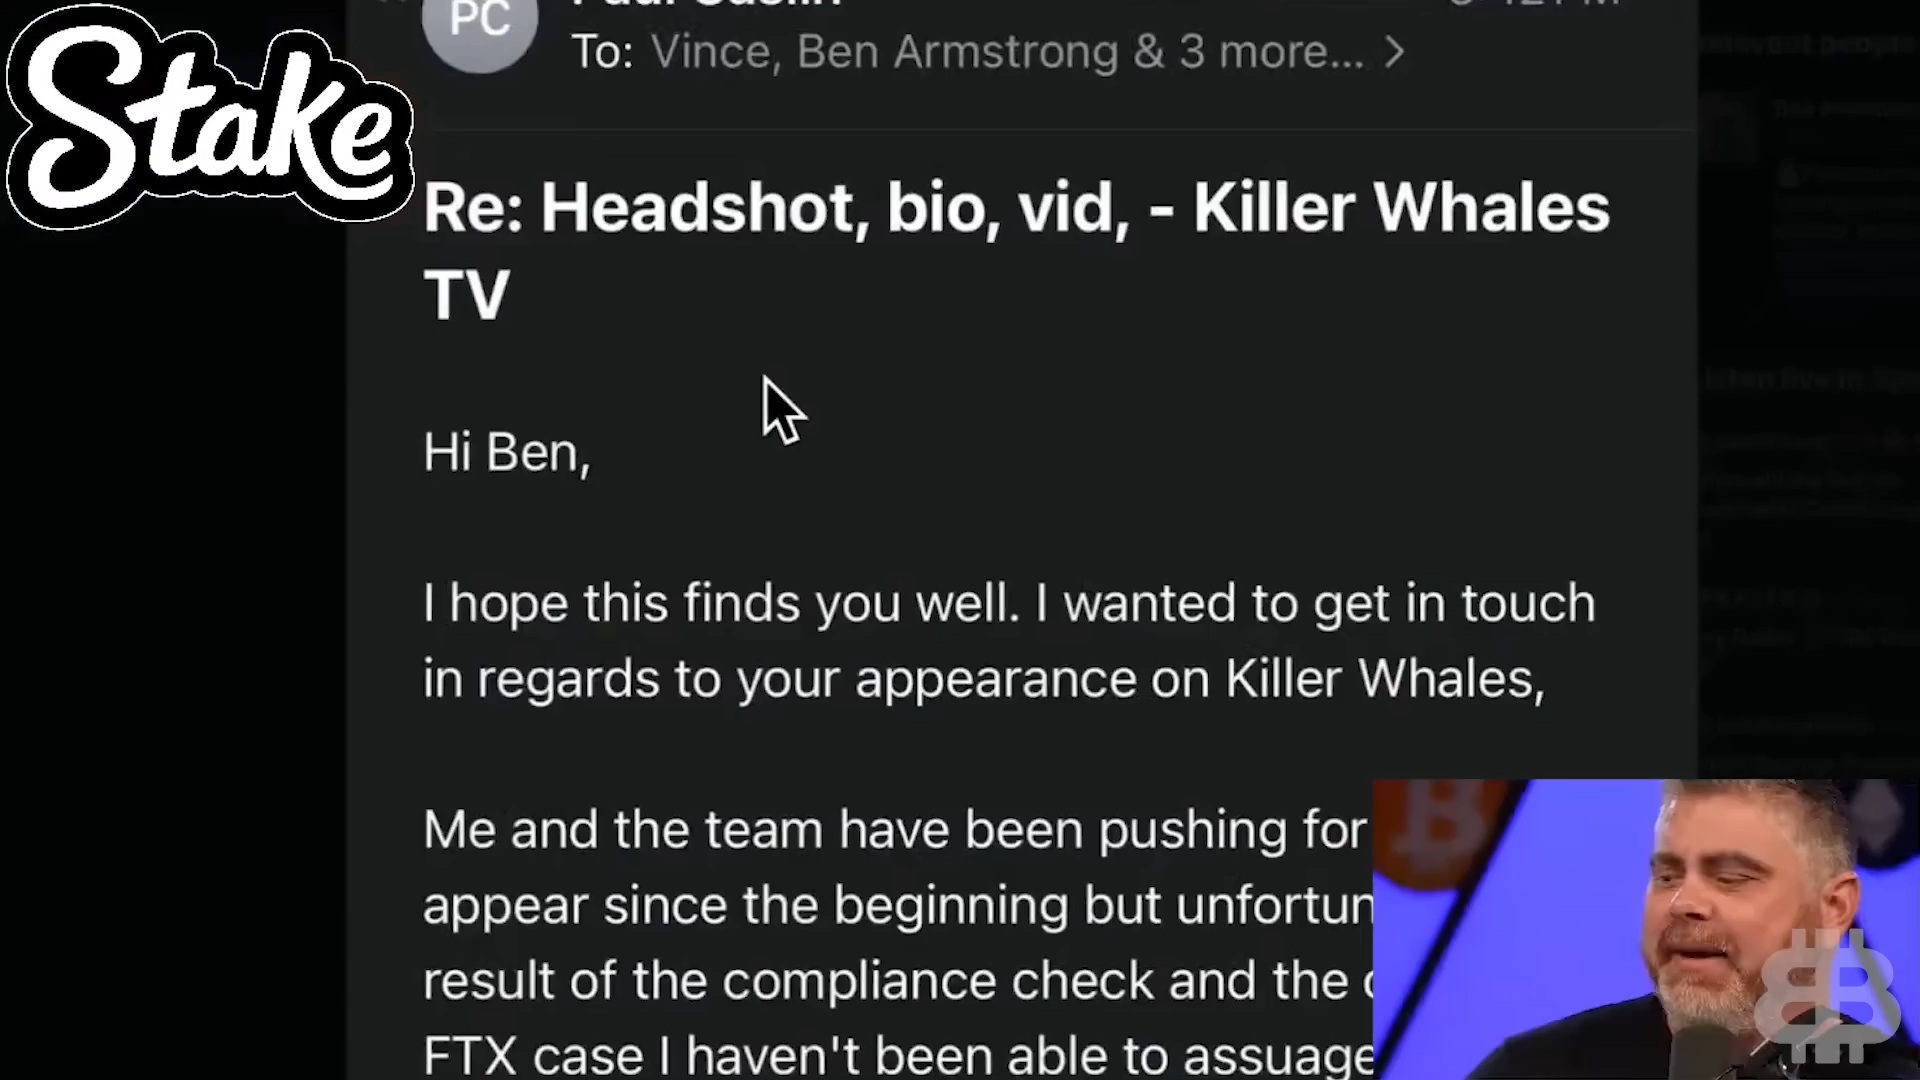 Stake
PC
To: Vince, Ben Armstrong & 3 more...
Re: Headshot, bio, vid, - Killer Whales
TV
Hi Ben,
I hope this finds you well. I wanted to get in touch
in regards to your appearance on Killer Whales,
Me and the team have been pushing for
appear since the beginning but unfortun
result of the compliance check and the
FTX case I haven't been able to assuage